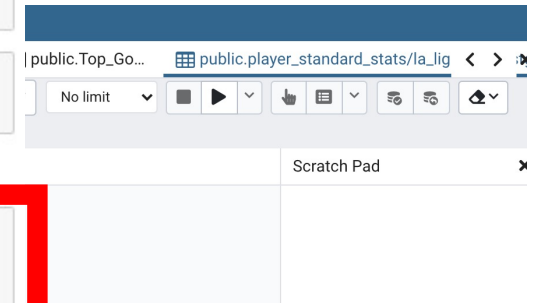 public.Top_Go... public.player_standard_stats/la_lig
No limit
Scratch Pad